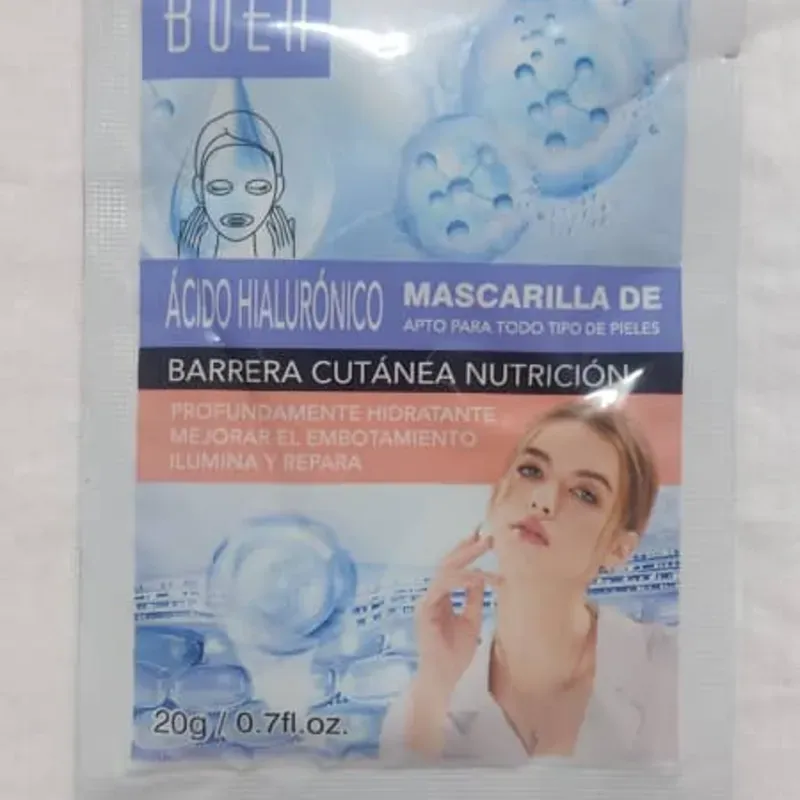 BUEN
ÁCIDO HIALURÓNICO
MASCARILLA DE
APTO PARA TODO TIPO DE PIELES
BARRERA CUTÁNEA NUTRICIÓN
PROFUNDAMENTE HIDRATANTE
MEJORAR EL EMBOTAMIENTO
ILUMINA Y REPARA
20g / 0.7fl.oz.